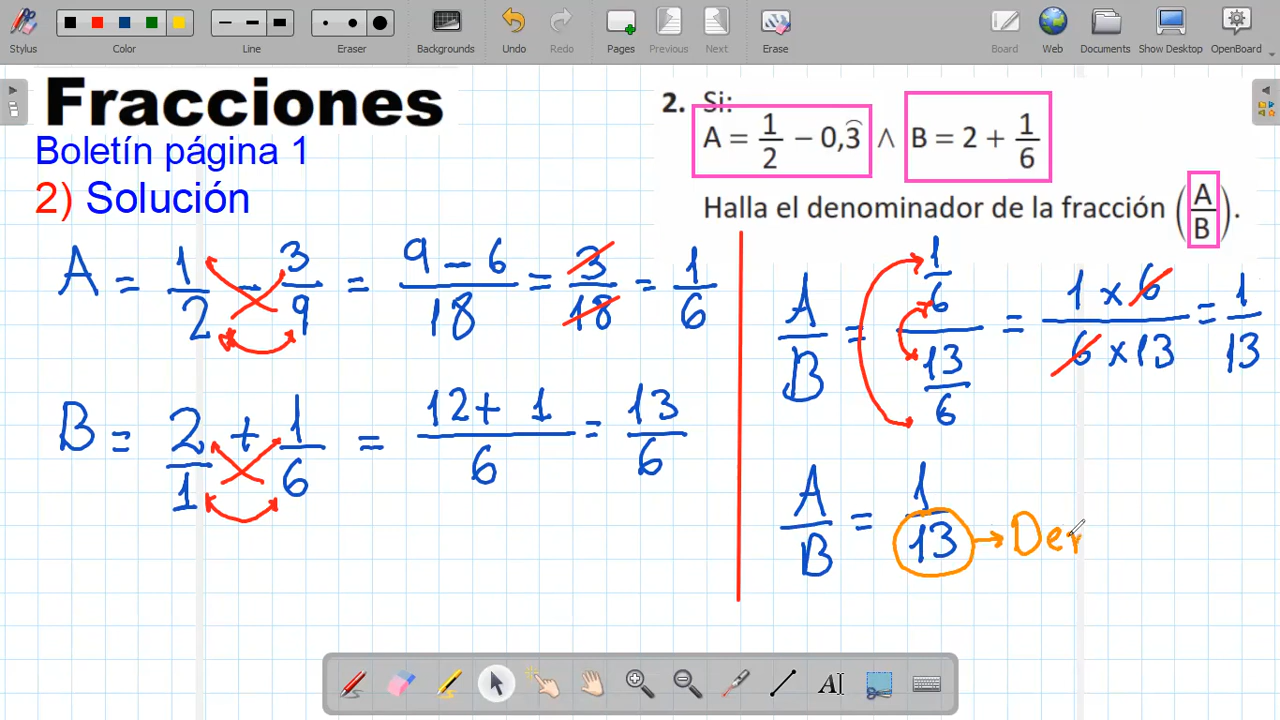 Stylus Color Line Eraser Backgrounds Undo Redo Pages Previous Next Erase Board Web Documents Show Desktop OpenBoard
Fracciones
Boletín página 1
2) Solución
2. Si:
A = 1/2 − 0,3͡ ∧ B = 2 + 1/6
Halla el denominador de la fracción (A/B).
A = 1/2 − 3/9 = 9 − 6/18 = 3/18 = 1/6
B = 2/1 + 1/6 = 12 + 1/6 = 13/6
A/B = 1/6/13/6 = 1 x 6/6 x 13 = 1/13
A/B = 1/13 → Den